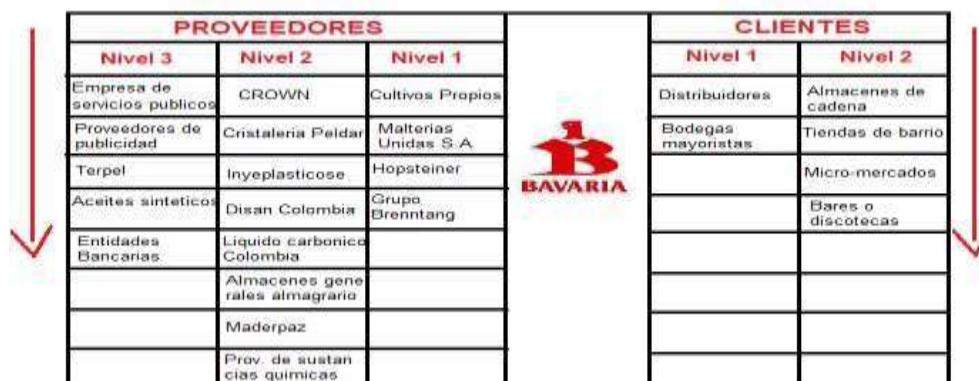 PROVEEDORES
CLIENTES
Nivel 3
Nivel 2
Nivel 1
Nivel 1
Nivel 2
Empresa de
servicios publicos
CROWN
Cultivos Propios
Distribuidores
Almacenes de
cadena
Proveedores de
publicidad
Cristaleria Peldar
Malterias
Unidas S.A
Bodegas
mayoristas
Tiendas de barrio
Terpel
Inyeplasticose
Hopsteiner
Micro-mercados
Aceites sinteticos
Disan Colombia
Grupo
Brenntang
Bares o
discotecas
Entidades
Bancarias
Liquido carbonico
Colombia
Almacenes gene
rales almagrario
Maderpaz
Prov. de sustan
cias quimicas
B
BAVARIA